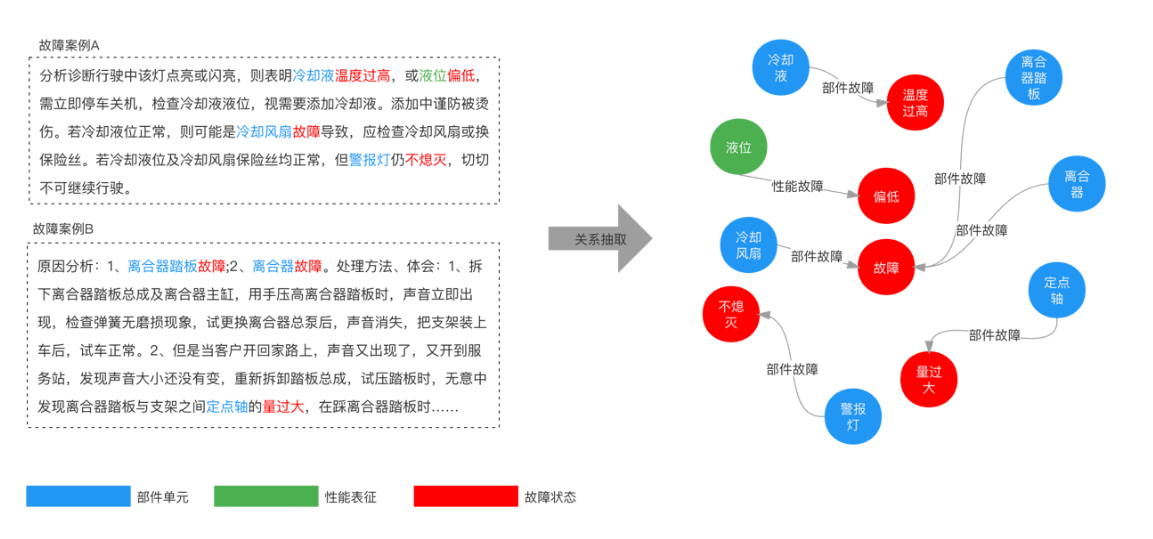 故障案例A
分析诊断行驶中该灯点亮或闪亮，则表明冷却液温度过高，或液位偏低，
需立即停车关机，检查冷却液液位，视需要添加冷却液。添加中谨防被烫
伤。若冷却液位正常，则可能是冷却风扇故障导致，应检查冷却风扇或换
保险丝。若冷却液位及冷却风扇保险丝均正常，但警报灯仍不熄灭，切切
不可继续行驶。
故障案例B
原因分析：1、离合器踏板故障;2、离合器故障。处理方法、体会：1、拆
下离合器踏板总成及离合器主缸，用手压高离合器踏板时，声音立即出
现，检查弹簧无磨损现象，试更换离合器总泵后，声音消失，把支架装上
车后，试车正常。2、但是当客户开回家路上，声音又出现了，又开到服
务站，发现声音大小还没有变，重新拆卸踏板总成，试压踏板时，无意中
发现离合器踏板与支架之间定点轴的量过大，在踩离合器踏板时……
关系抽取
冷却
液
部件故障
温度
过高
离合
器踏
板
液位
性能故障
偏低
部件故障
离合
器
冷却
风扇
部件故障
故障
部件故障
不熄
灭
定点
轴
部件故障
量过
大
部件故障
警报
灯
部件单元
性能表征
故障状态